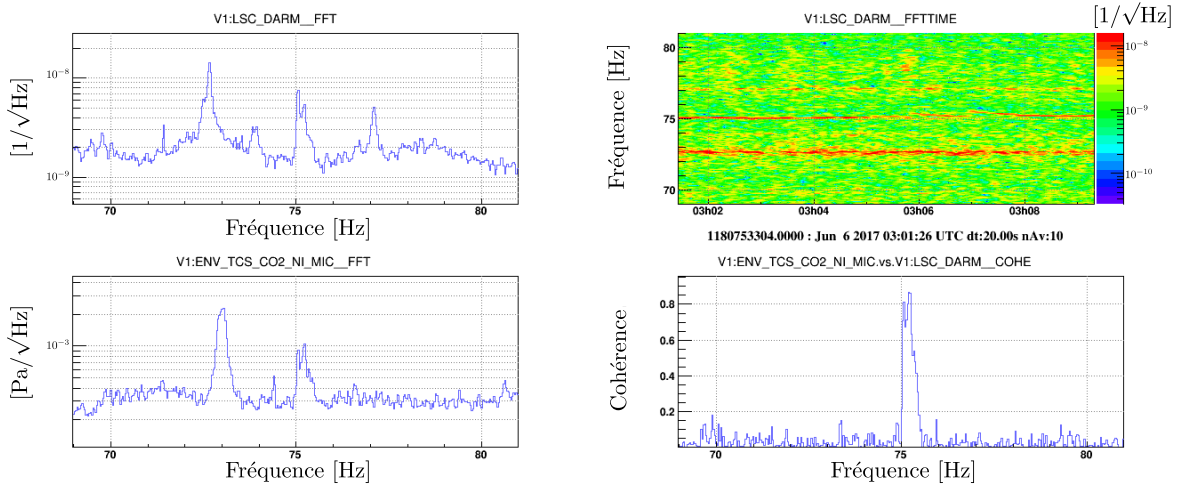 V1:LSC_DARM__FFT
10⁻⁸
10⁻⁹
[1/√Hz]
70 75 80
Fréquence [Hz]
V1:LSC_DARM__FFTTIME
[1/√Hz]
80
75
70
Fréquence [Hz]
03h02 03h04 03h06 03h08
10⁻⁸
10⁻⁹
10⁻¹⁰
1180753304.0000 : Jun 6 2017 03:01:26 UTC dt:20.00s nAv:10
V1:ENV_TCS_CO2_NI_MIC__FFT
10⁻³
[Pa/√Hz]
70 75 80
Fréquence [Hz]
V1:ENV_TCS_CO2_NI_MIC.vs.V1:LSC_DARM__COHE
0.8
0.6
0.4
0.2
Cohérence
70 75 80
Fréquence [Hz]